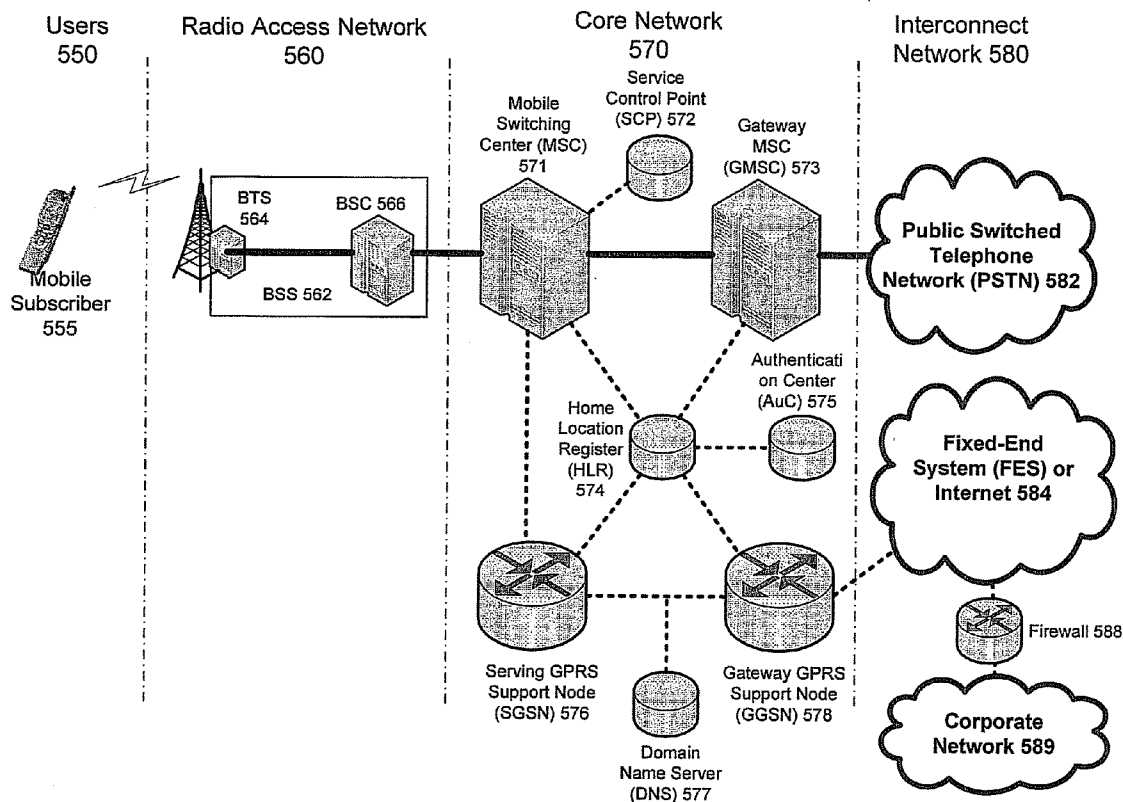 Users
550
Radio Access Network
560
Core Network
570
Interconnect
Network 580
Mobile
Switching
Center (MSC)
571
Service
Control Point
(SCP) 572
Gateway
MSC
(GMSC) 573
BTS
564
BSC 566
BSS 562
Mobile
Subscriber
555
Public Switched
Telephone
Network (PSTN) 582
Home
Location
Register
(HLR)
574
Authenticati
on Center
(AuC) 575
Fixed-End
System (FES) or
Internet 584
Firewall 588
Serving GPRS
Support Node
(SGSN) 576
Gateway GPRS
Support Node
(GGSN) 578
Domain
Name Server
(DNS) 577
Corporate
Network 589